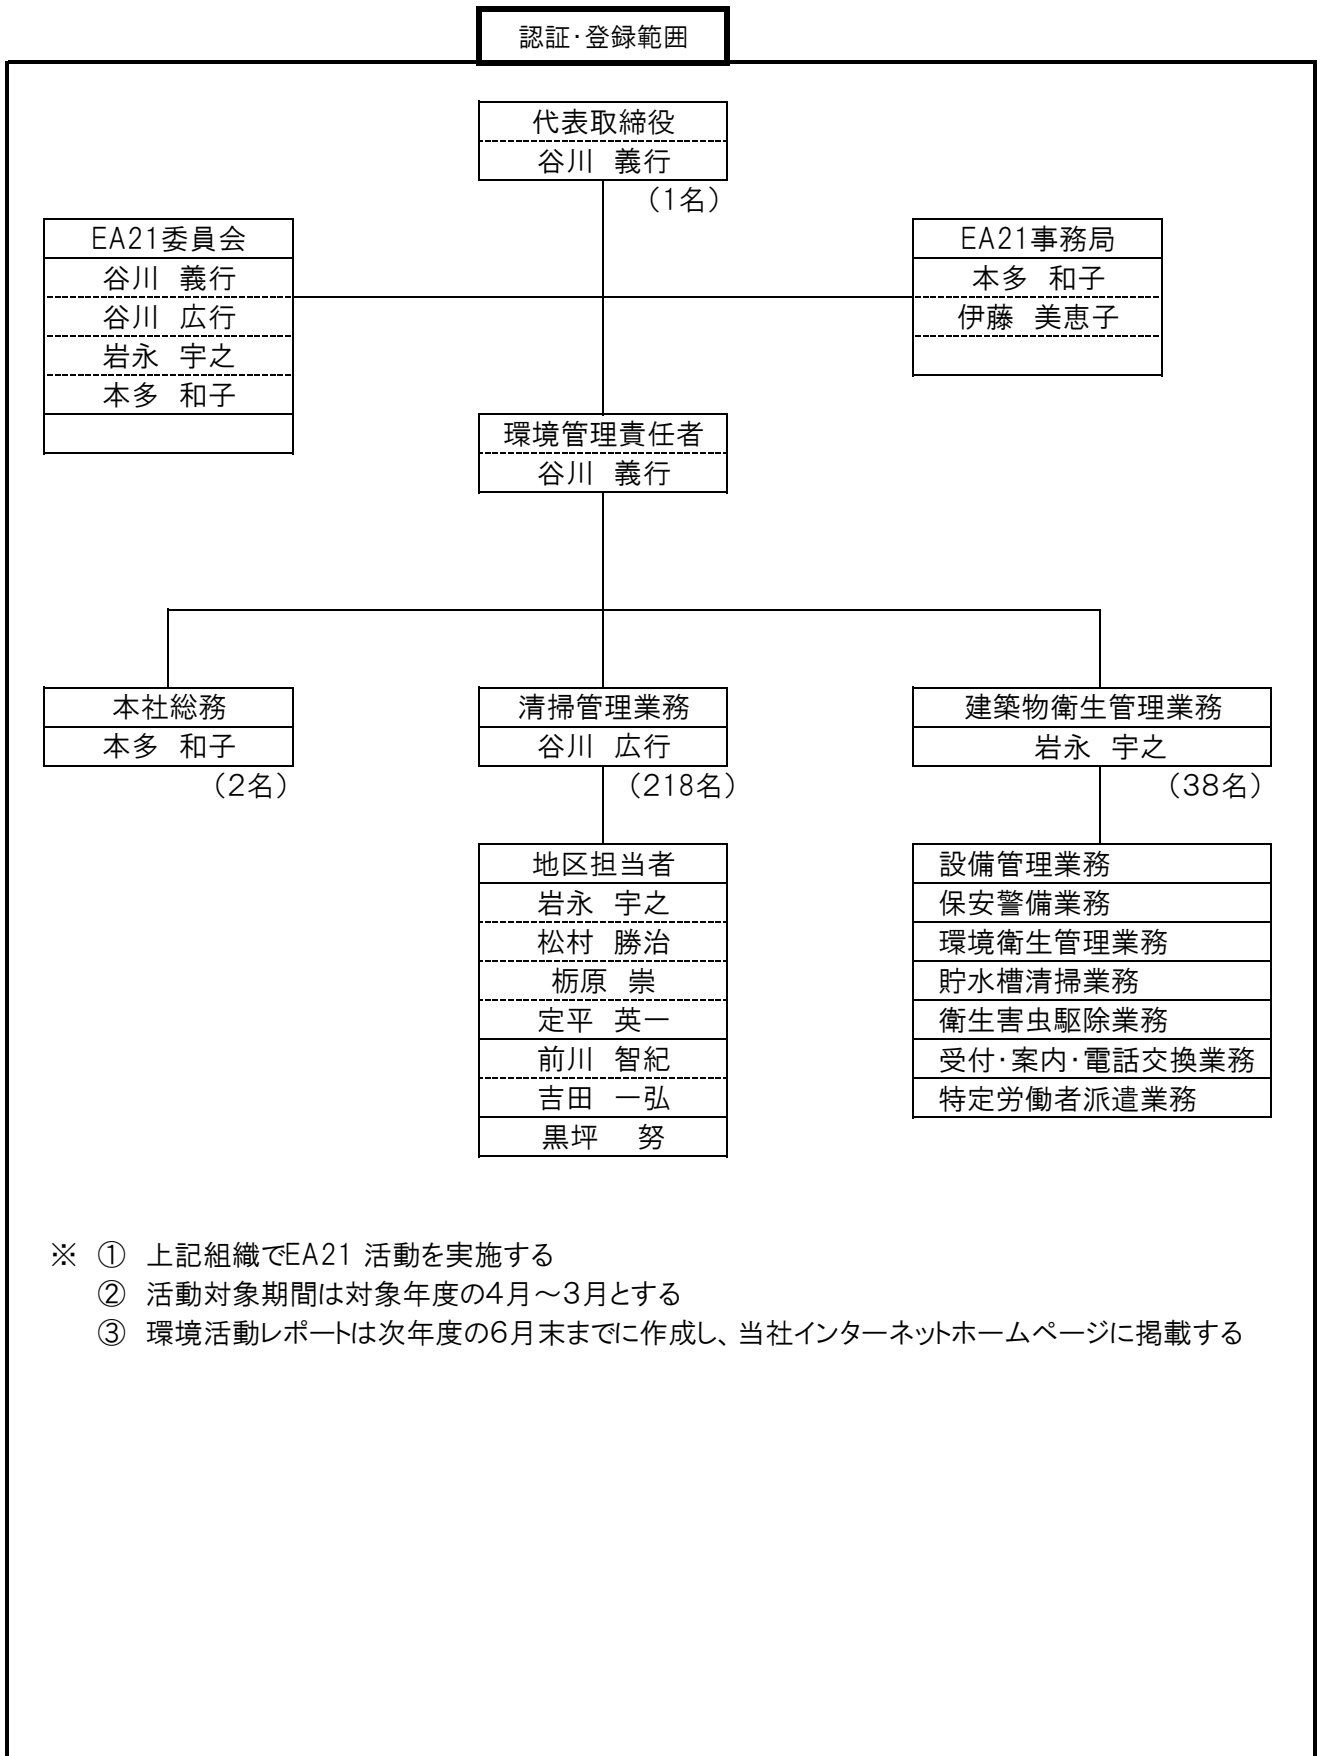 認証･登録範囲
代表取締役
谷川　義行
（1名）
EA21委員会
谷川　義行
谷川　広行
岩永　宇之
本多　和子
EA21事務局
本多　和子
伊藤　美恵子
環境管理責任者
谷川　義行
本社総務
本多　和子
（2名）
清掃管理業務
谷川　広行
（218名）
建築物衛生管理業務
岩永　宇之
（38名）
地区担当者
岩永　宇之
松村　勝治
栃原　崇
定平　英一
前川　智紀
吉田　一弘
黒坪　努
設備管理業務
保安警備業務
環境衛生管理業務
貯水槽清掃業務
衛生害虫駆除業務
受付･案内･電話交換業務
特定労働者派遣業務
※　①　上記組織でEA21 活動を実施する
②　活動対象期間は対象年度の4月～3月とする
③　環境活動レポートは次年度の6月末までに作成し、当社インターネットホームページに掲載する